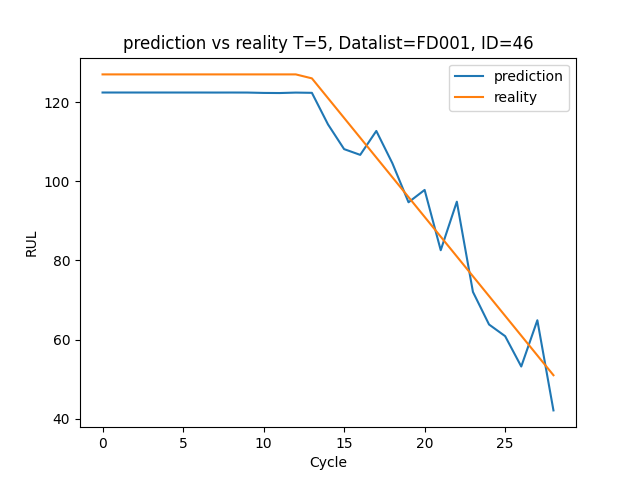 prediction vs reality T=5, Datalist=FD001, ID=46
prediction
reality
RUL
120
100
80
60
40
0 5 10 15 20 25
Cycle